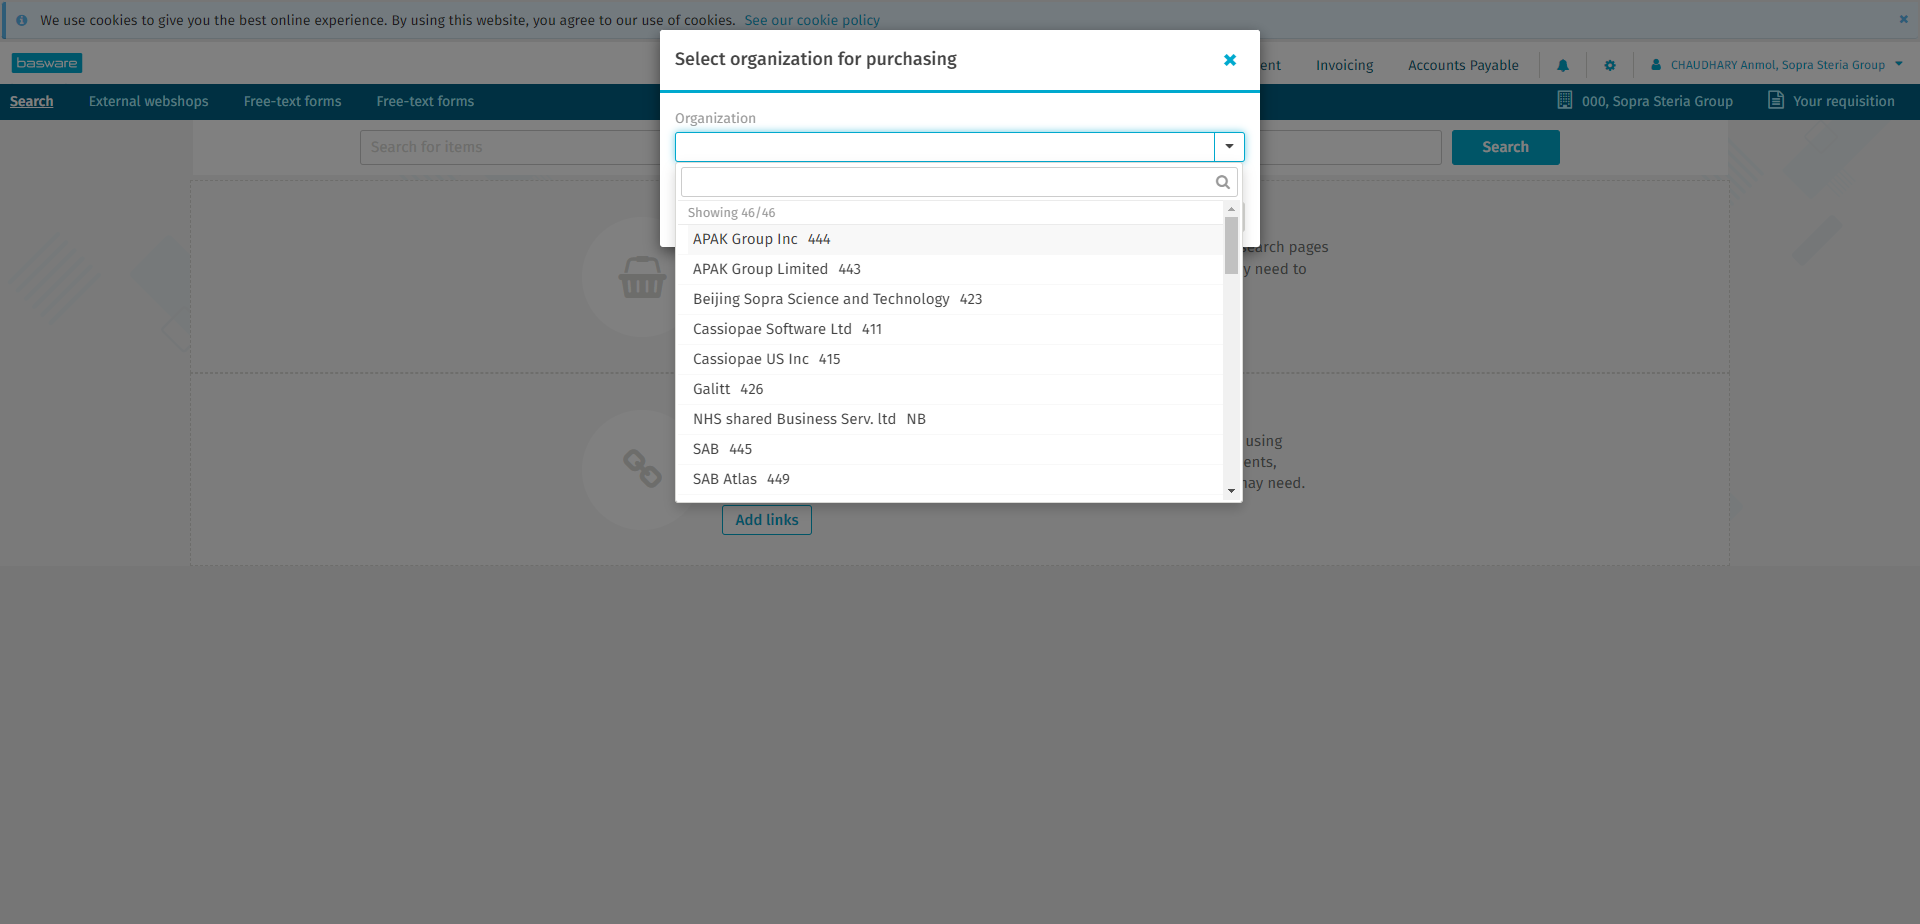 We use cookies to give you the best online experience. By using this website, you agree to our use of cookies. See our cookie policy
basware
Select organization for purchasing
ent Invoicing Accounts Payable CHAUDHARY Anmol, Sopra Steria Group
Search External webshops Free-text forms Free-text forms 000, Sopra Steria Group Your requisition
Organization
Search for items Search
Showing 46/46
APAK Group Inc 444
earch pages
APAK Group Limited 443
y need to
Beijing Sopra Science and Technology 423
Cassiopae Software Ltd 411
Cassiopae US Inc 415
Galitt 426
NHS shared Business Serv. ltd NB
using
SAB 445
ents,
SAB Atlas 449
may need.
Add links